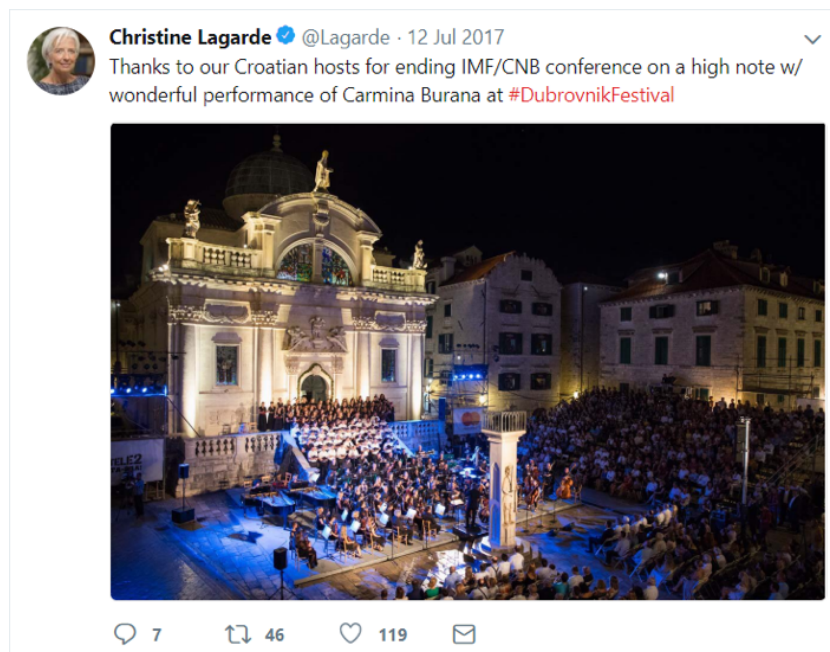 Christine Lagarde @Lagarde · 12 Jul 2017
Thanks to our Croatian hosts for ending IMF/CNB conference on a high note w/
wonderful performance of Carmina Burana at #DubrovnikFestival
TELE2
7 46 119